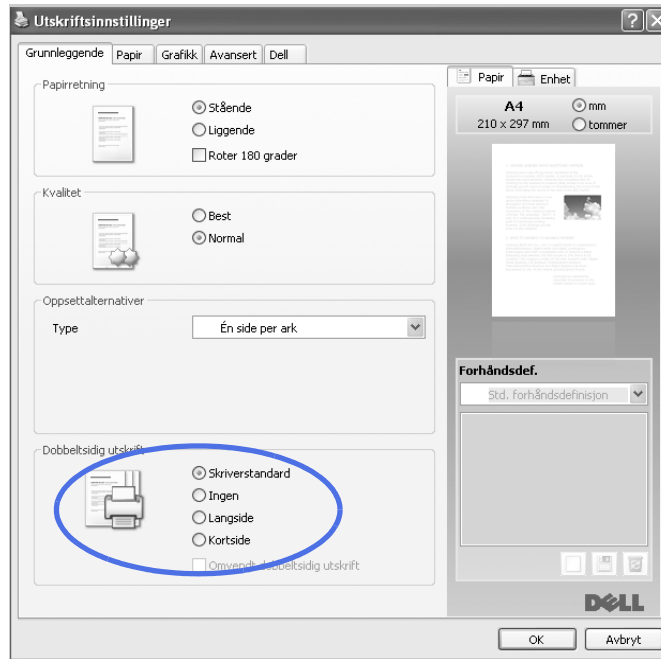 Utskriftsinnstillinger
Grunnleggende Papir Grafikk Avansert Dell
Papirretning
Stående
Liggende
Roter 180 grader
Kvalitet
Best
Normal
Oppsettalternativer
Type Én side per ark
Dobbeltsidig utskrift
Skriverstandard
Ingen
Langside
Kortside
Omvendt dobbeltsidig utskrift
Papir Enhet
A4 mm
210 x 297 mm tommer
Forhåndsdef.
Std. forhåndsdefinisjon
DELL
OK Avbryt